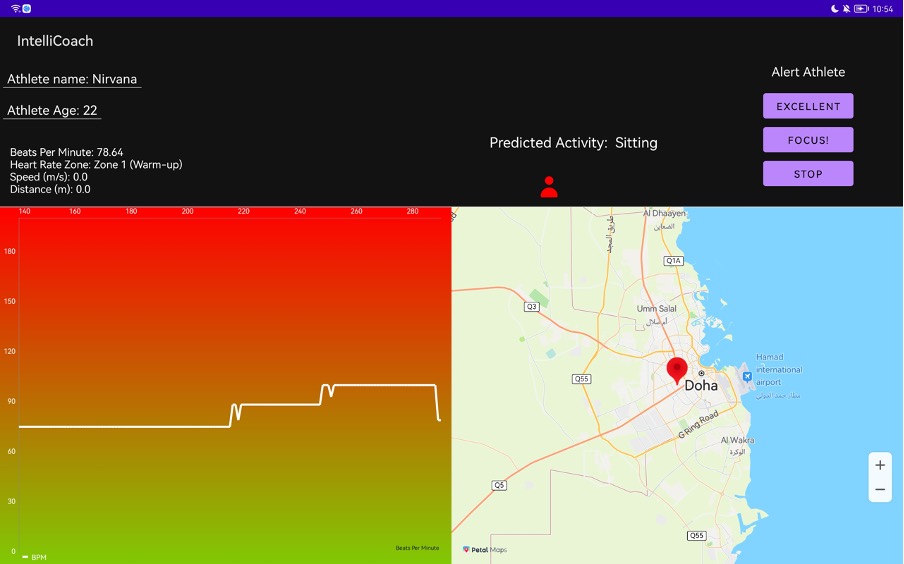 10:54
IntelliCoach
Athlete name: Nirvana
Athlete Age: 22
Beats Per Minute: 78.64
Heart Rate Zone: Zone 1 (Warm-up)
Speed (m/s): 0.0
Distance (m): 0.0
Predicted Activity: Sitting
Alert Athlete
EXCELLENT
FOCUS!
STOP
140 160 180 200 220 240 260 280
180
150
120
90
60
30
0
BPM
Beats Per Minute
Al Dhaayen
الضعاين
طريق المجد
Q1A
Q3
Umm Salal
أم صلال
Q55
Doha
Hamad
international
airport
مطار حمد الدولي
G Ring Road
Al Wakra
الوكرة
Q5
Q55
+
−
Petal Maps